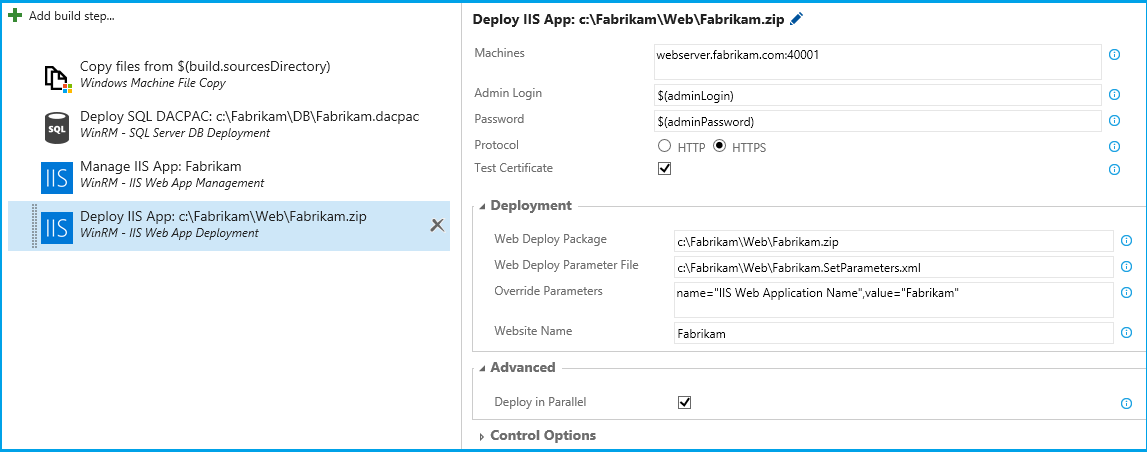 Add build step...
Copy files from $(build.sourcesDirectory)
Windows Machine File Copy
SQL
Deploy SQL DACPAC: c:\Fabrikam\DB\Fabrikam.dacpac
WinRM - SQL Server DB Deployment
IIS
Manage IIS App: Fabrikam
WinRM - IIS Web App Management
IIS
Deploy IIS App: c:\Fabrikam\Web\Fabrikam.zip
WinRM - IIS Web App Deployment
Deploy IIS App: c:\Fabrikam\Web\Fabrikam.zip
Machines
webserver.fabrikam.com:40001
Admin Login
$(adminLogin)
Password
$(adminPassword)
Protocol
HTTP
HTTPS
Test Certificate
Deployment
Web Deploy Package
c:\Fabrikam\Web\Fabrikam.zip
Web Deploy Parameter File
c:\Fabrikam\Web\Fabrikam.SetParameters.xml
Override Parameters
name="IIS Web Application Name",value="Fabrikam"
Website Name
Fabrikam
Advanced
Deploy in Parallel
Control Options